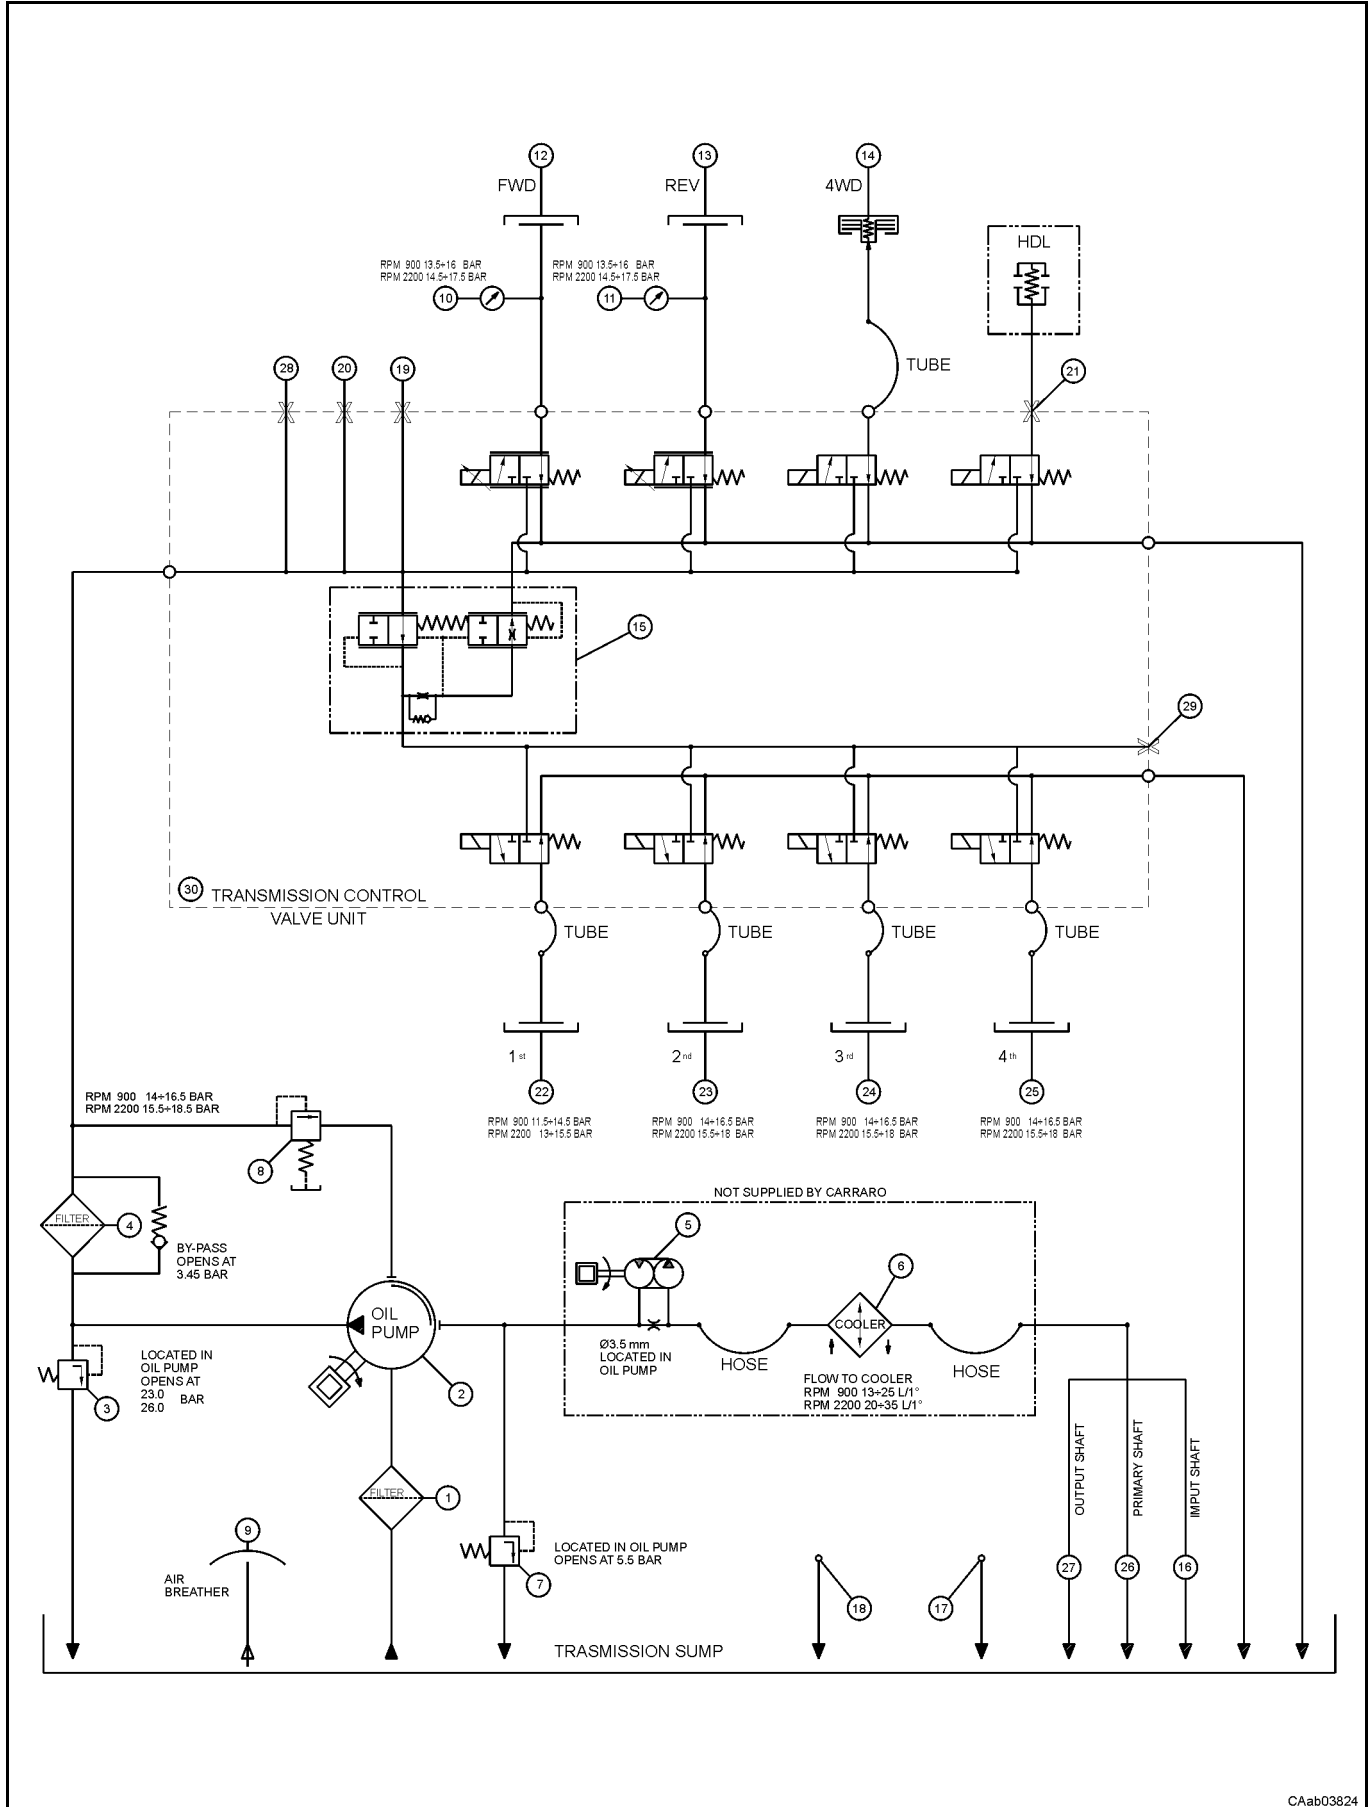 12
13
14
FWD
REV
4WD
HDL
RPM  900 13.5÷16  BAR
RPM 2200 14.5÷17.5 BAR
RPM  900 13.5÷16  BAR
RPM 2200 14.5÷17.5 BAR
10
11
TUBE
28
20
19
21
15
29
30
TRANSMISSION CONTROL
VALVE UNIT
TUBE
TUBE
TUBE
TUBE
1 st
2 nd
3 rd
4 th
22
23
24
25
RPM  900 11.5÷14.5 BAR
RPM 2200  13÷15.5 BAR
RPM  900  14÷16.5 BAR
RPM 2200 15.5÷18  BAR
RPM  900  14÷16.5 BAR
RPM 2200 15.5÷18  BAR
RPM  900  14÷16.5 BAR
RPM 2200 15.5÷18  BAR
RPM  900  14÷16.5 BAR
RPM 2200 15.5÷18.5 BAR
8
FILTER
4
BY-PASS
OPENS AT
3.45 BAR
NOT SUPPLIED BY CARRARO
5
6
OIL
PUMP
COOLER
Ø3.5 mm
LOCATED IN
OIL PUMP
HOSE
HOSE
FLOW TO COOLER
RPM  900 13÷25 L/1°
RPM 2200 20÷35 L/1°
LOCATED IN
OIL PUMP
OPENS AT
23.0
26.0
BAR
3
2
OUTPUT SHAFT
PRIMARY SHAFT
IMPUT SHAFT
FILTER
1
9
AIR
BREATHER
LOCATED IN OIL PUMP
OPENS AT 5.5 BAR
7
27
26
16
18
17
TRASMISSION SUMP
CAab03824